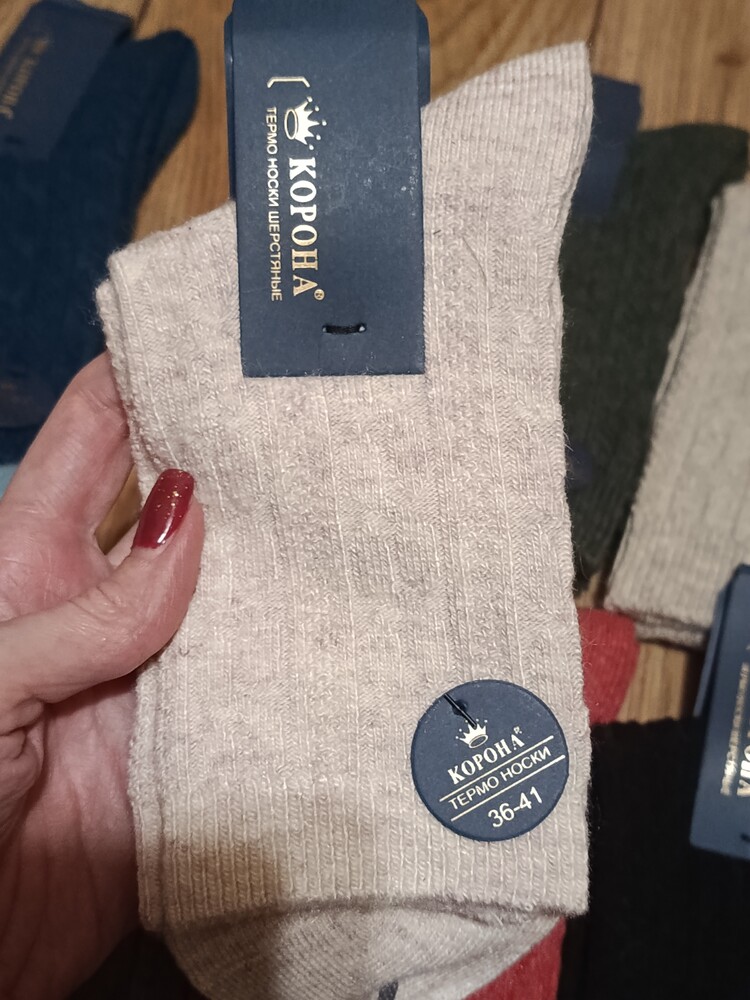 КОРОНА®
ТЕРМО НОСКИ ШЕРСТЯНЫЕ
КОРОНА®
ТЕРМО НОСКИ
36-41